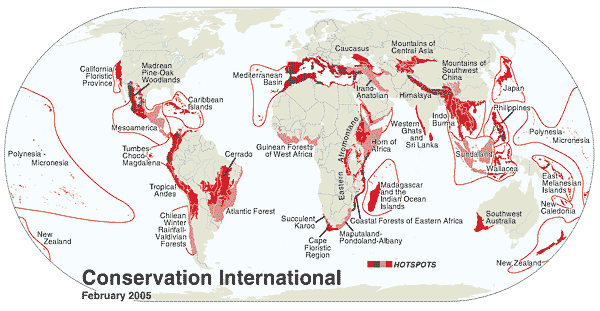 Caucasus
Mountains of
Central Asia
California
Floristic
Province
Madrean
Pine-Oak
Woodlands
Mediterranean
Basin
Irano-
Anatolian
Mountains of
Southwest
China
Himalaya
Japan
Caribbean
Islands
Mesoamerica
Indo-
Burma
Philippines
Western
Ghats
and
Sri Lanka
Polynesia
Micronesia
Polynesia
Micronesia
Tumbes-
Chocó-
Magdalena
Cerrado
Guinean Forests
of West Africa
Eastern Afromontane
Horn of
Africa
Sundaland
Wallacea
East
Melanesian
Islands
Tropical
Andes
Atlantic Forest
Madagascar
and the
Indian Ocean
Islands
New
Caledonia
Chilean
Winter
Rainfall-
Valdivian
Forests
Succulent
Karoo
Coastal Forests of Eastern Africa
Southwest
Australia
New
Zealand
Cape
Floristic
Region
Maputaland-
Pondoland-Albany
New Zealand
HOTSPOTS
Conservation International
February 2005